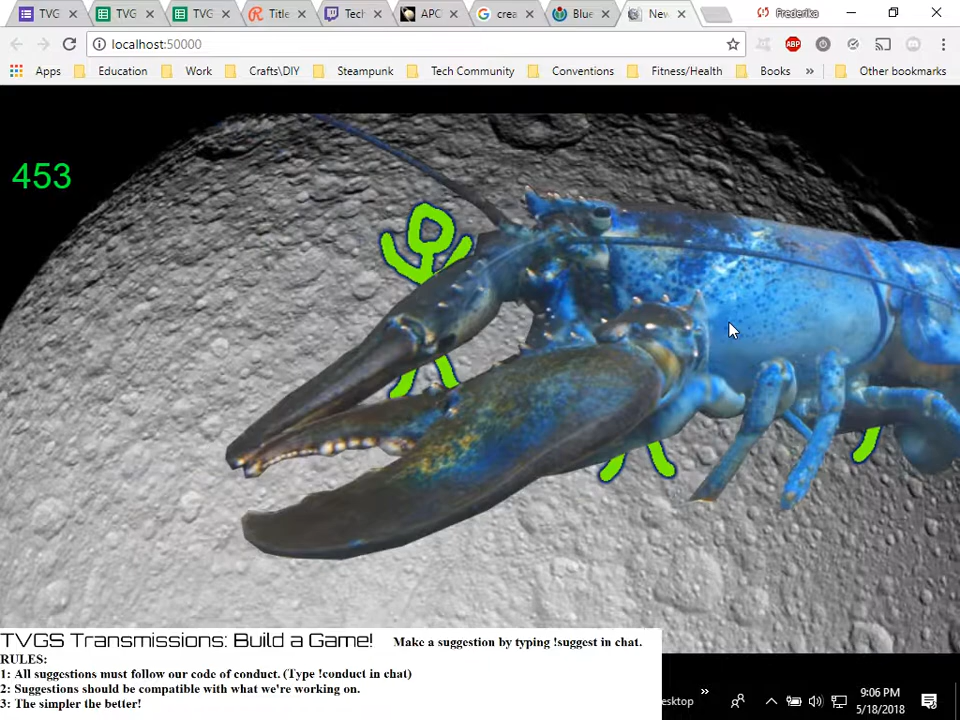 TVG
TVG
TVG
Title
Tech
APC
crea
Blue
New
Frederika
localhost:50000
ABP
Apps
Education
Work
Crafts\DIY
Steampunk
Tech Community
Conventions
Fitness/Health
Books
»
Other bookmarks
453
TVGS Transmissions: Build a Game!
Make a suggestion by typing !suggest in chat.
RULES:
1: All suggestions must follow our code of conduct. (Type !conduct in chat)
2: Suggestions should be compatible with what we're working on.
3: The simpler the better!
esktop
»
9:06 PM
5/18/2018